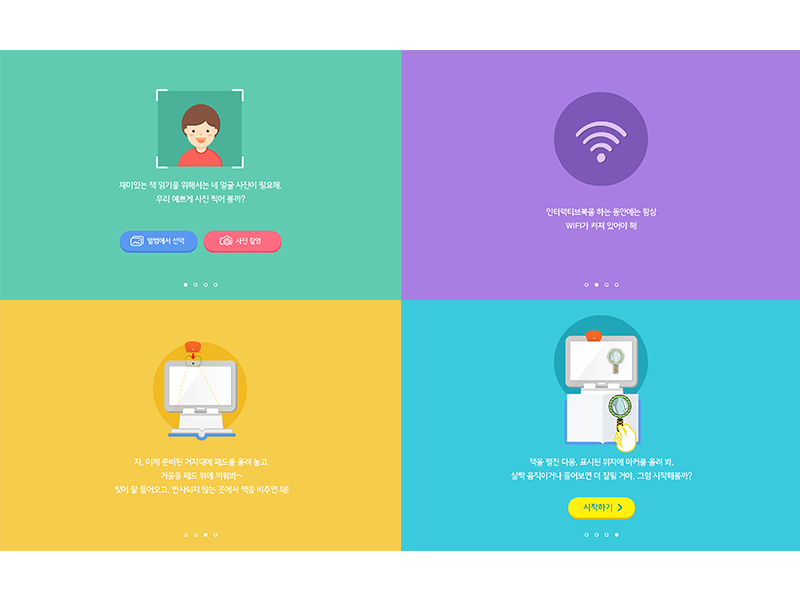 재미있는 책 읽기를 위해서는 네 얼굴 사진이 필요해.
우리 예쁘게 사진 찍어 볼까?
앨범에서 선택
사진 촬영
인터랙티브북을 하는 동안에는 항상
WIFI가 켜져 있어야 해!
자, 이제 준비된 거치대에 패드를 올려 놓고
거울을 패드 위에 끼워봐~
빛이 잘 들어오고, 반사되지 않는 곳에서 책을 비추면 돼!
책을 펼친 다음, 표시된 위치에 마커를 올려 봐.
살짝 움직이거나 들어보면 더 잘될 거야. 그럼 시작해볼까?
시작하기